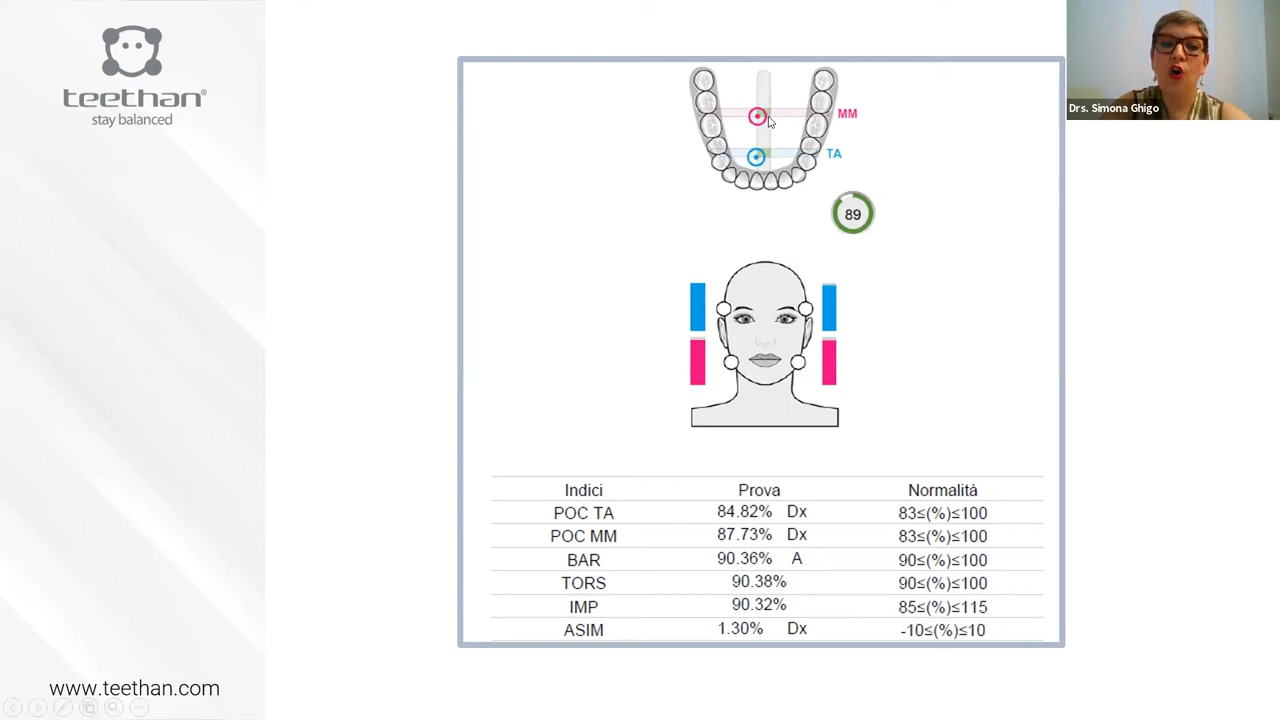 teethan
stay balanced
Drs. Simona Ghigo
MM
TA
89
Indici Prova Normalità
POC TA 84.82% Dx 83≤(%)≤100
POC MM 87.73% Dx 83≤(%)≤100
BAR 90.36% A 90≤(%)≤100
TORS 90.38% 90≤(%)≤100
IMP 90.32% 85≤(%)≤115
ASIM 1.30% Dx -10≤(%)≤10
www.teethan.com